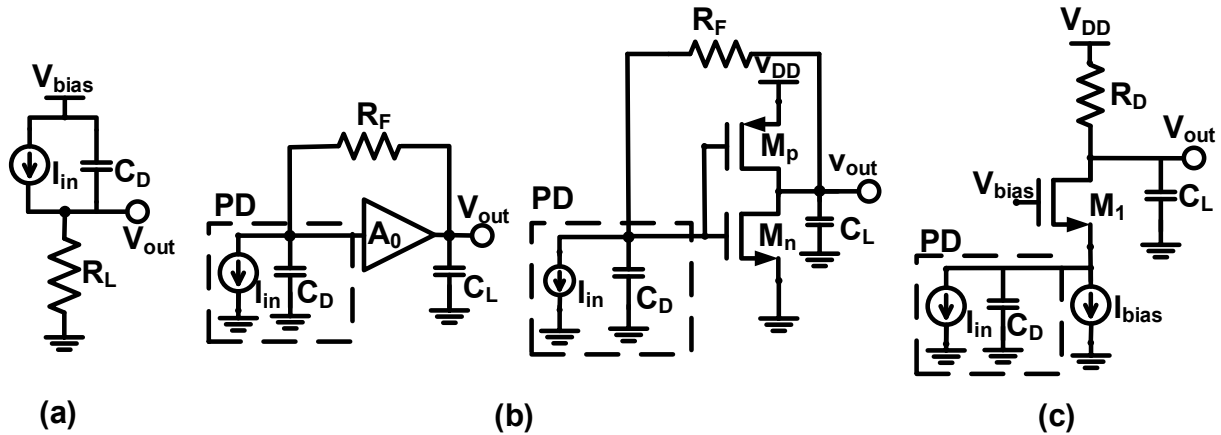 V_bias
I_in
C_D
V_out
R_L
(a)
R_F
PD
A_0
V_out
I_in
C_D
C_L
R_F
V_DD
M_p
v_out
PD
M_n
C_L
I_in
C_D
(b)
V_DD
R_D
V_out
V_bias
M_1
C_L
PD
I_in
C_D
I_bias
(c)